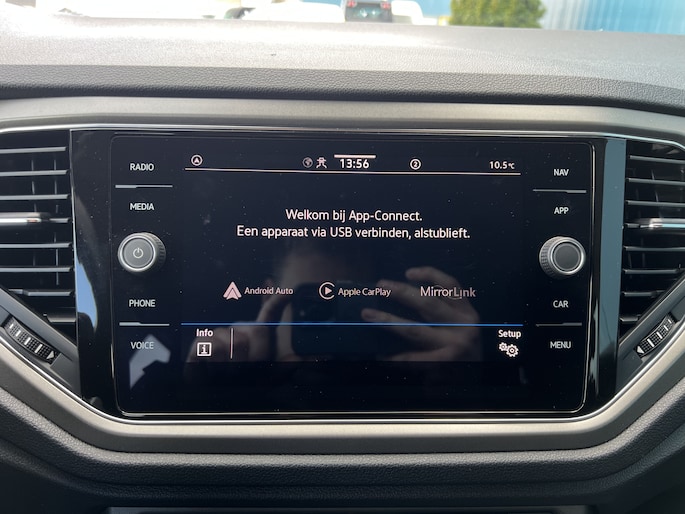 RADIO
MEDIA
PHONE
VOICE
A
13:56
2
10.5°C
Welkom bij App-Connect.
Een apparaat via USB verbinden, alstublieft.
Android Auto
Apple CarPlay
MirrorLink
Info
Setup
NAV
APP
CAR
MENU